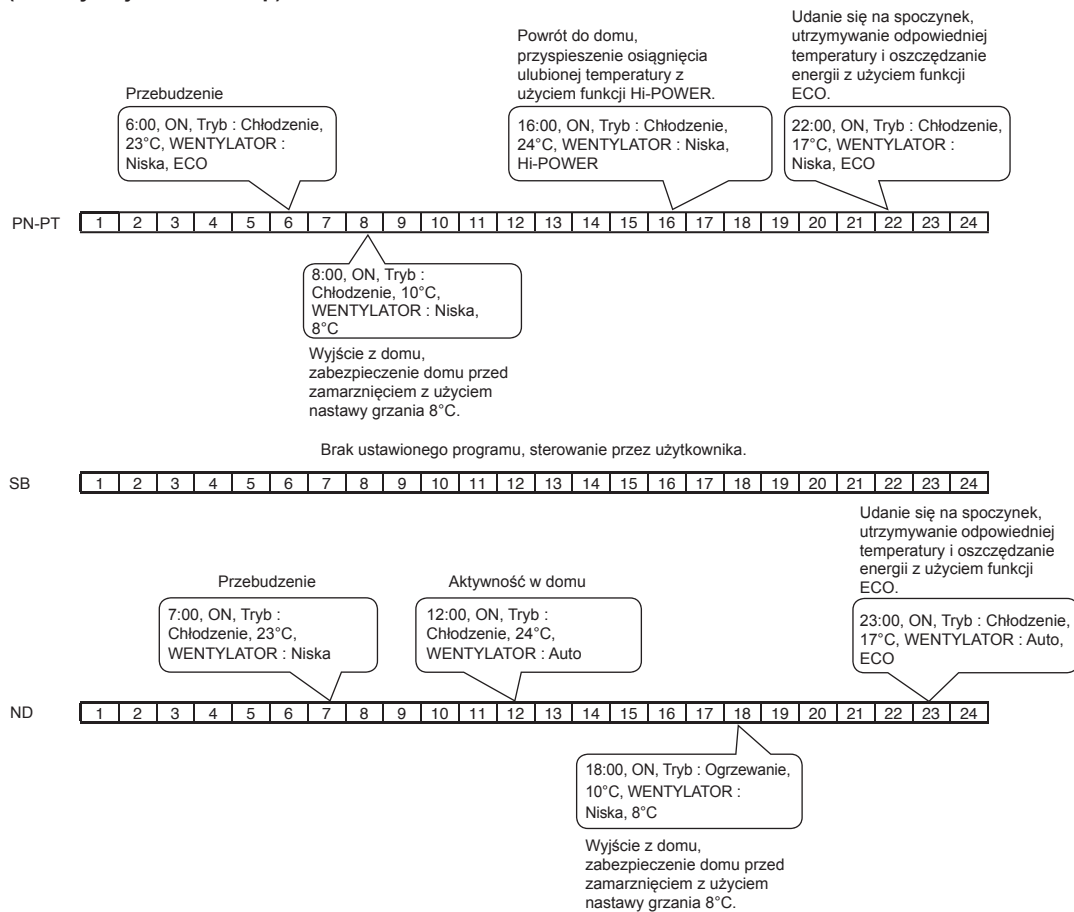 Udanie się na spoczynek,
utrzymywanie odpowiedniej
temperatury i oszczędzanie
energii z użyciem funkcji
ECO.
Powrót do domu,
przyspieszenie osiągnięcia
ulubionej temperatury z
użyciem funkcji Hi-POWER.
Przebudzenie
6:00, ON, Tryb : Chłodzenie,
23°C, WENTYLATOR :
Niska, ECO
16:00, ON, Tryb : Chłodzenie,
24°C, WENTYLATOR : Niska,
Hi-POWER
22:00, ON, Tryb : Chłodzenie,
17°C, WENTYLATOR :
Niska, ECO
PN-PT 1 2 3 4 5 6 7 8 9 10 11 12 13 14 15 16 17 18 19 20 21 22 23 24
8:00, ON, Tryb :
Chłodzenie, 10°C,
WENTYLATOR : Niska,
8°C
Wyjście z domu,
zabezpieczenie domu przed
zamarznięciem z użyciem
nastawy grzania 8°C.
Brak ustawionego programu, sterowanie przez użytkownika.
SB 1 2 3 4 5 6 7 8 9 10 11 12 13 14 15 16 17 18 19 20 21 22 23 24
Udanie się na spoczynek,
utrzymywanie odpowiedniej
temperatury i oszczędzanie
energii z użyciem funkcji
ECO.
Przebudzenie
Aktywność w domu
7:00, ON, Tryb :
Chłodzenie, 23°C,
WENTYLATOR : Niska
12:00, ON, Tryb :
Chłodzenie, 24°C,
WENTYLATOR : Auto
23:00, ON, Tryb : Chłodzenie,
17°C, WENTYLATOR : Auto,
ECO
ND 1 2 3 4 5 6 7 8 9 10 11 12 13 14 15 16 17 18 19 20 21 22 23 24
18:00, ON, Tryb : Ogrzewanie,
10°C, WENTYLATOR :
Niska, 8°C
Wyjście z domu,
zabezpieczenie domu przed
zamarznięciem z użyciem
nastawy grzania 8°C.